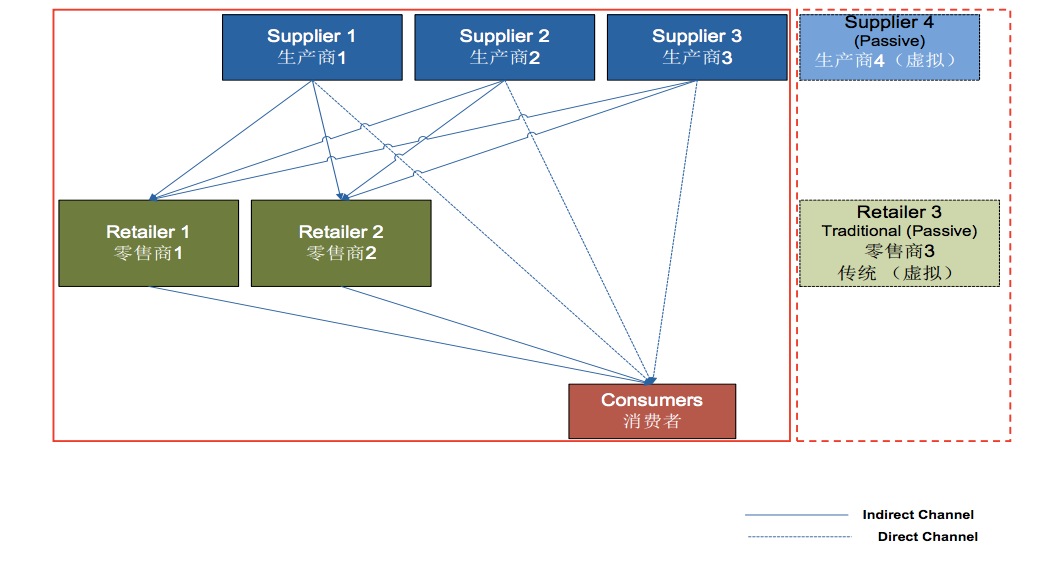 Supplier 1
生产商1
Supplier 2
生产商2
Supplier 3
生产商3
Supplier 4
(Passive)
生产商4（虚拟）
Retailer 1
零售商1
Retailer 2
零售商2
Retailer 3
Traditional (Passive)
零售商3
传统 （虚拟）
Consumers
消费者
Indirect Channel
Direct Channel